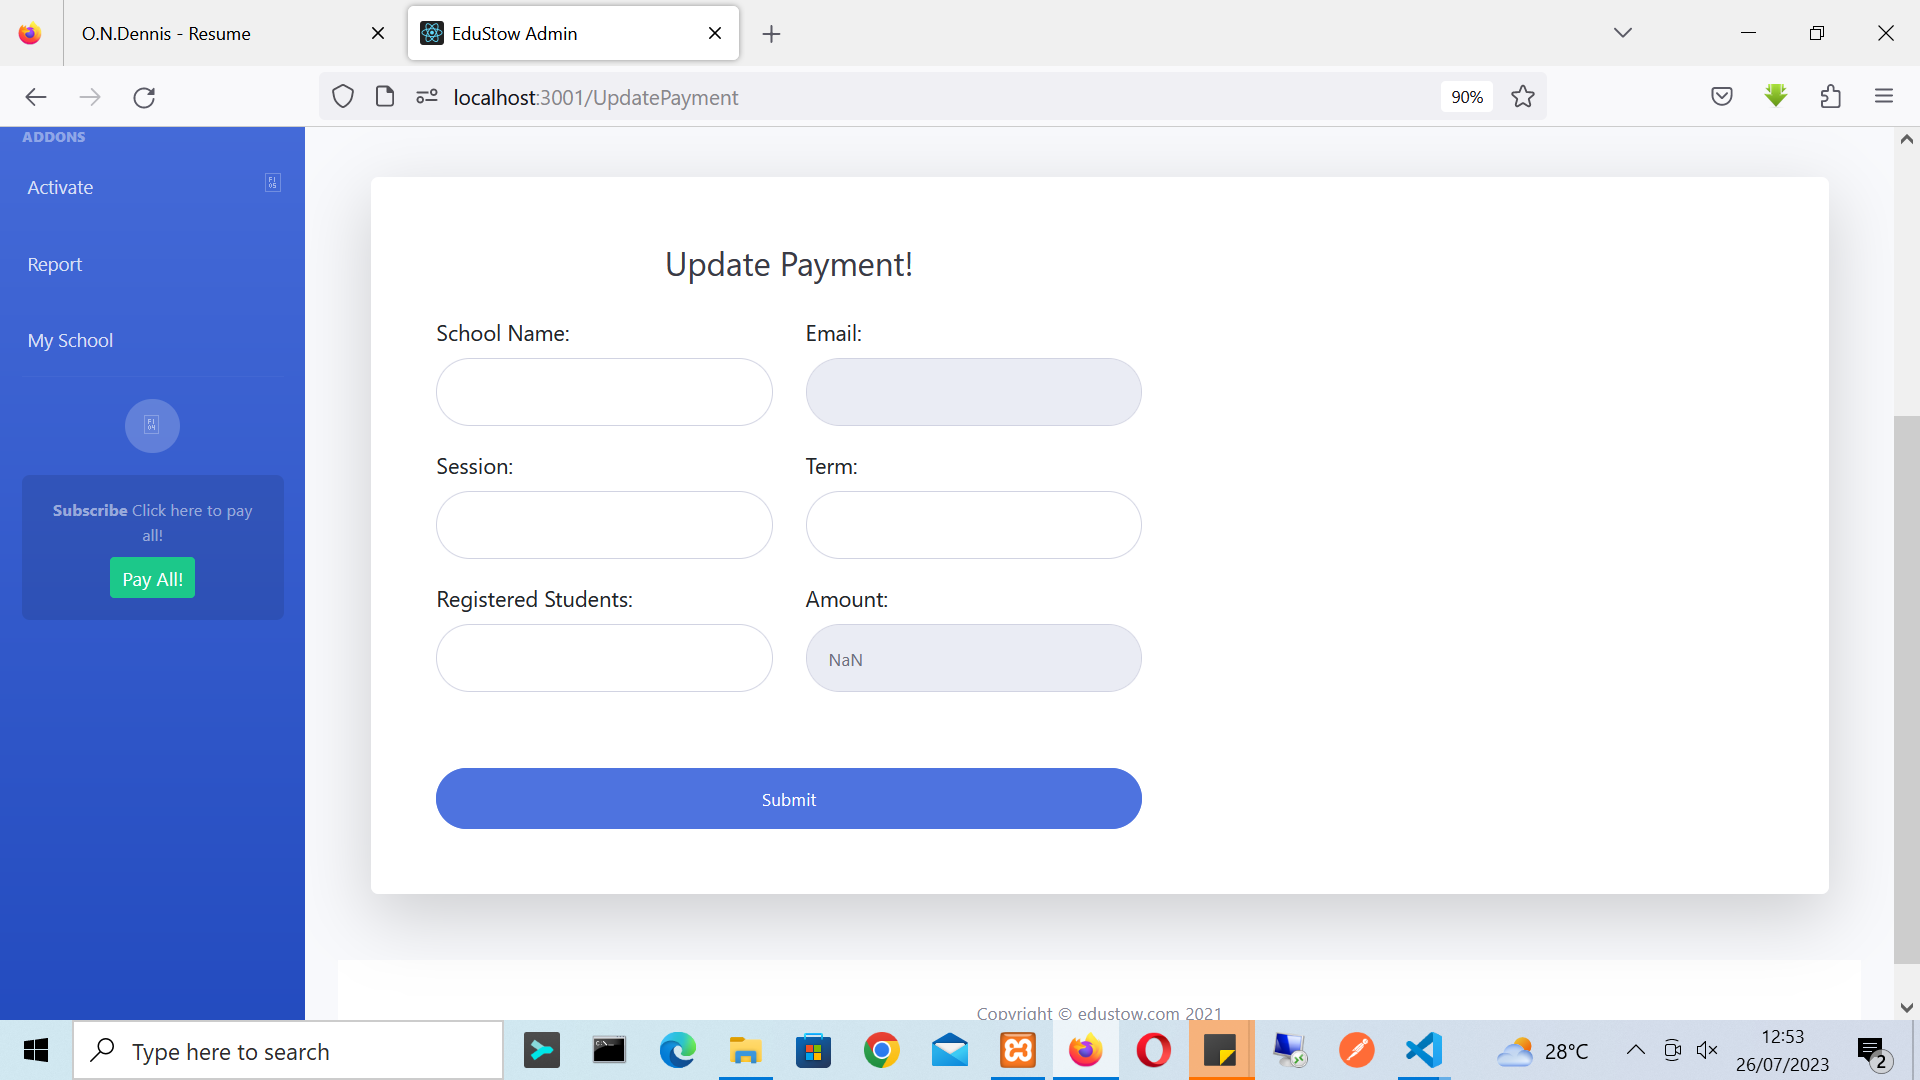 O.N.Dennis - Resume
EduStow Admin
localhost:3001/UpdatePayment
90%
ADDONS
Activate
Report
My School
Subscribe Click here to pay
all!
Pay All!
Update Payment!
School Name:
Email:
Session:
Term:
Registered Students:
Amount:
NaN
Submit
Copyright © edustow.com 2021
Type here to search
28°C
12:53
26/07/2023
2